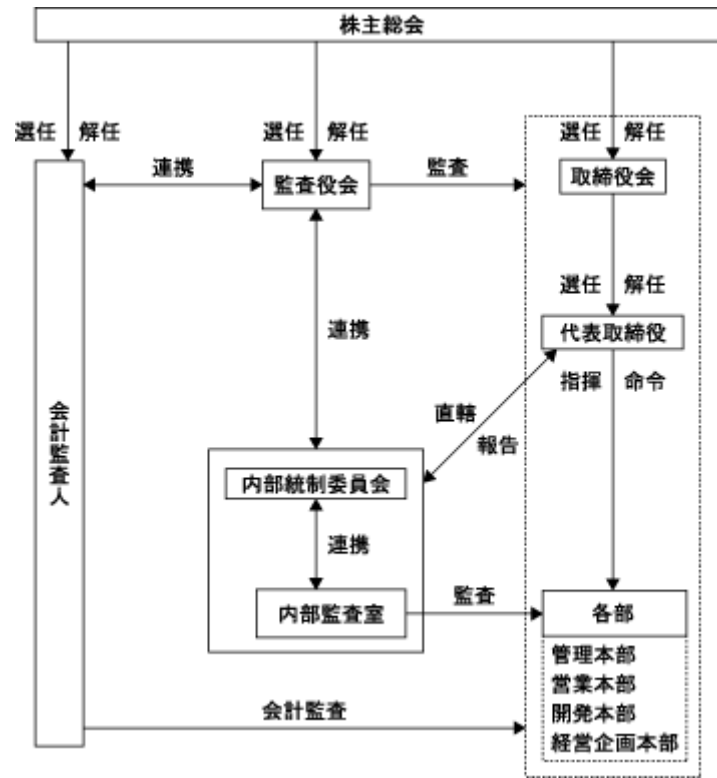 株主総会
選任 解任
選任 解任
選任 解任
連携
監査役会
監査
取締役会
選任 解任
連携
代表取締役
指揮 命令
直轄
報告
会計監査人
内部統制委員会
連携
内部監査室
監査
各部
管理本部
営業本部
開発本部
経営企画本部
会計監査